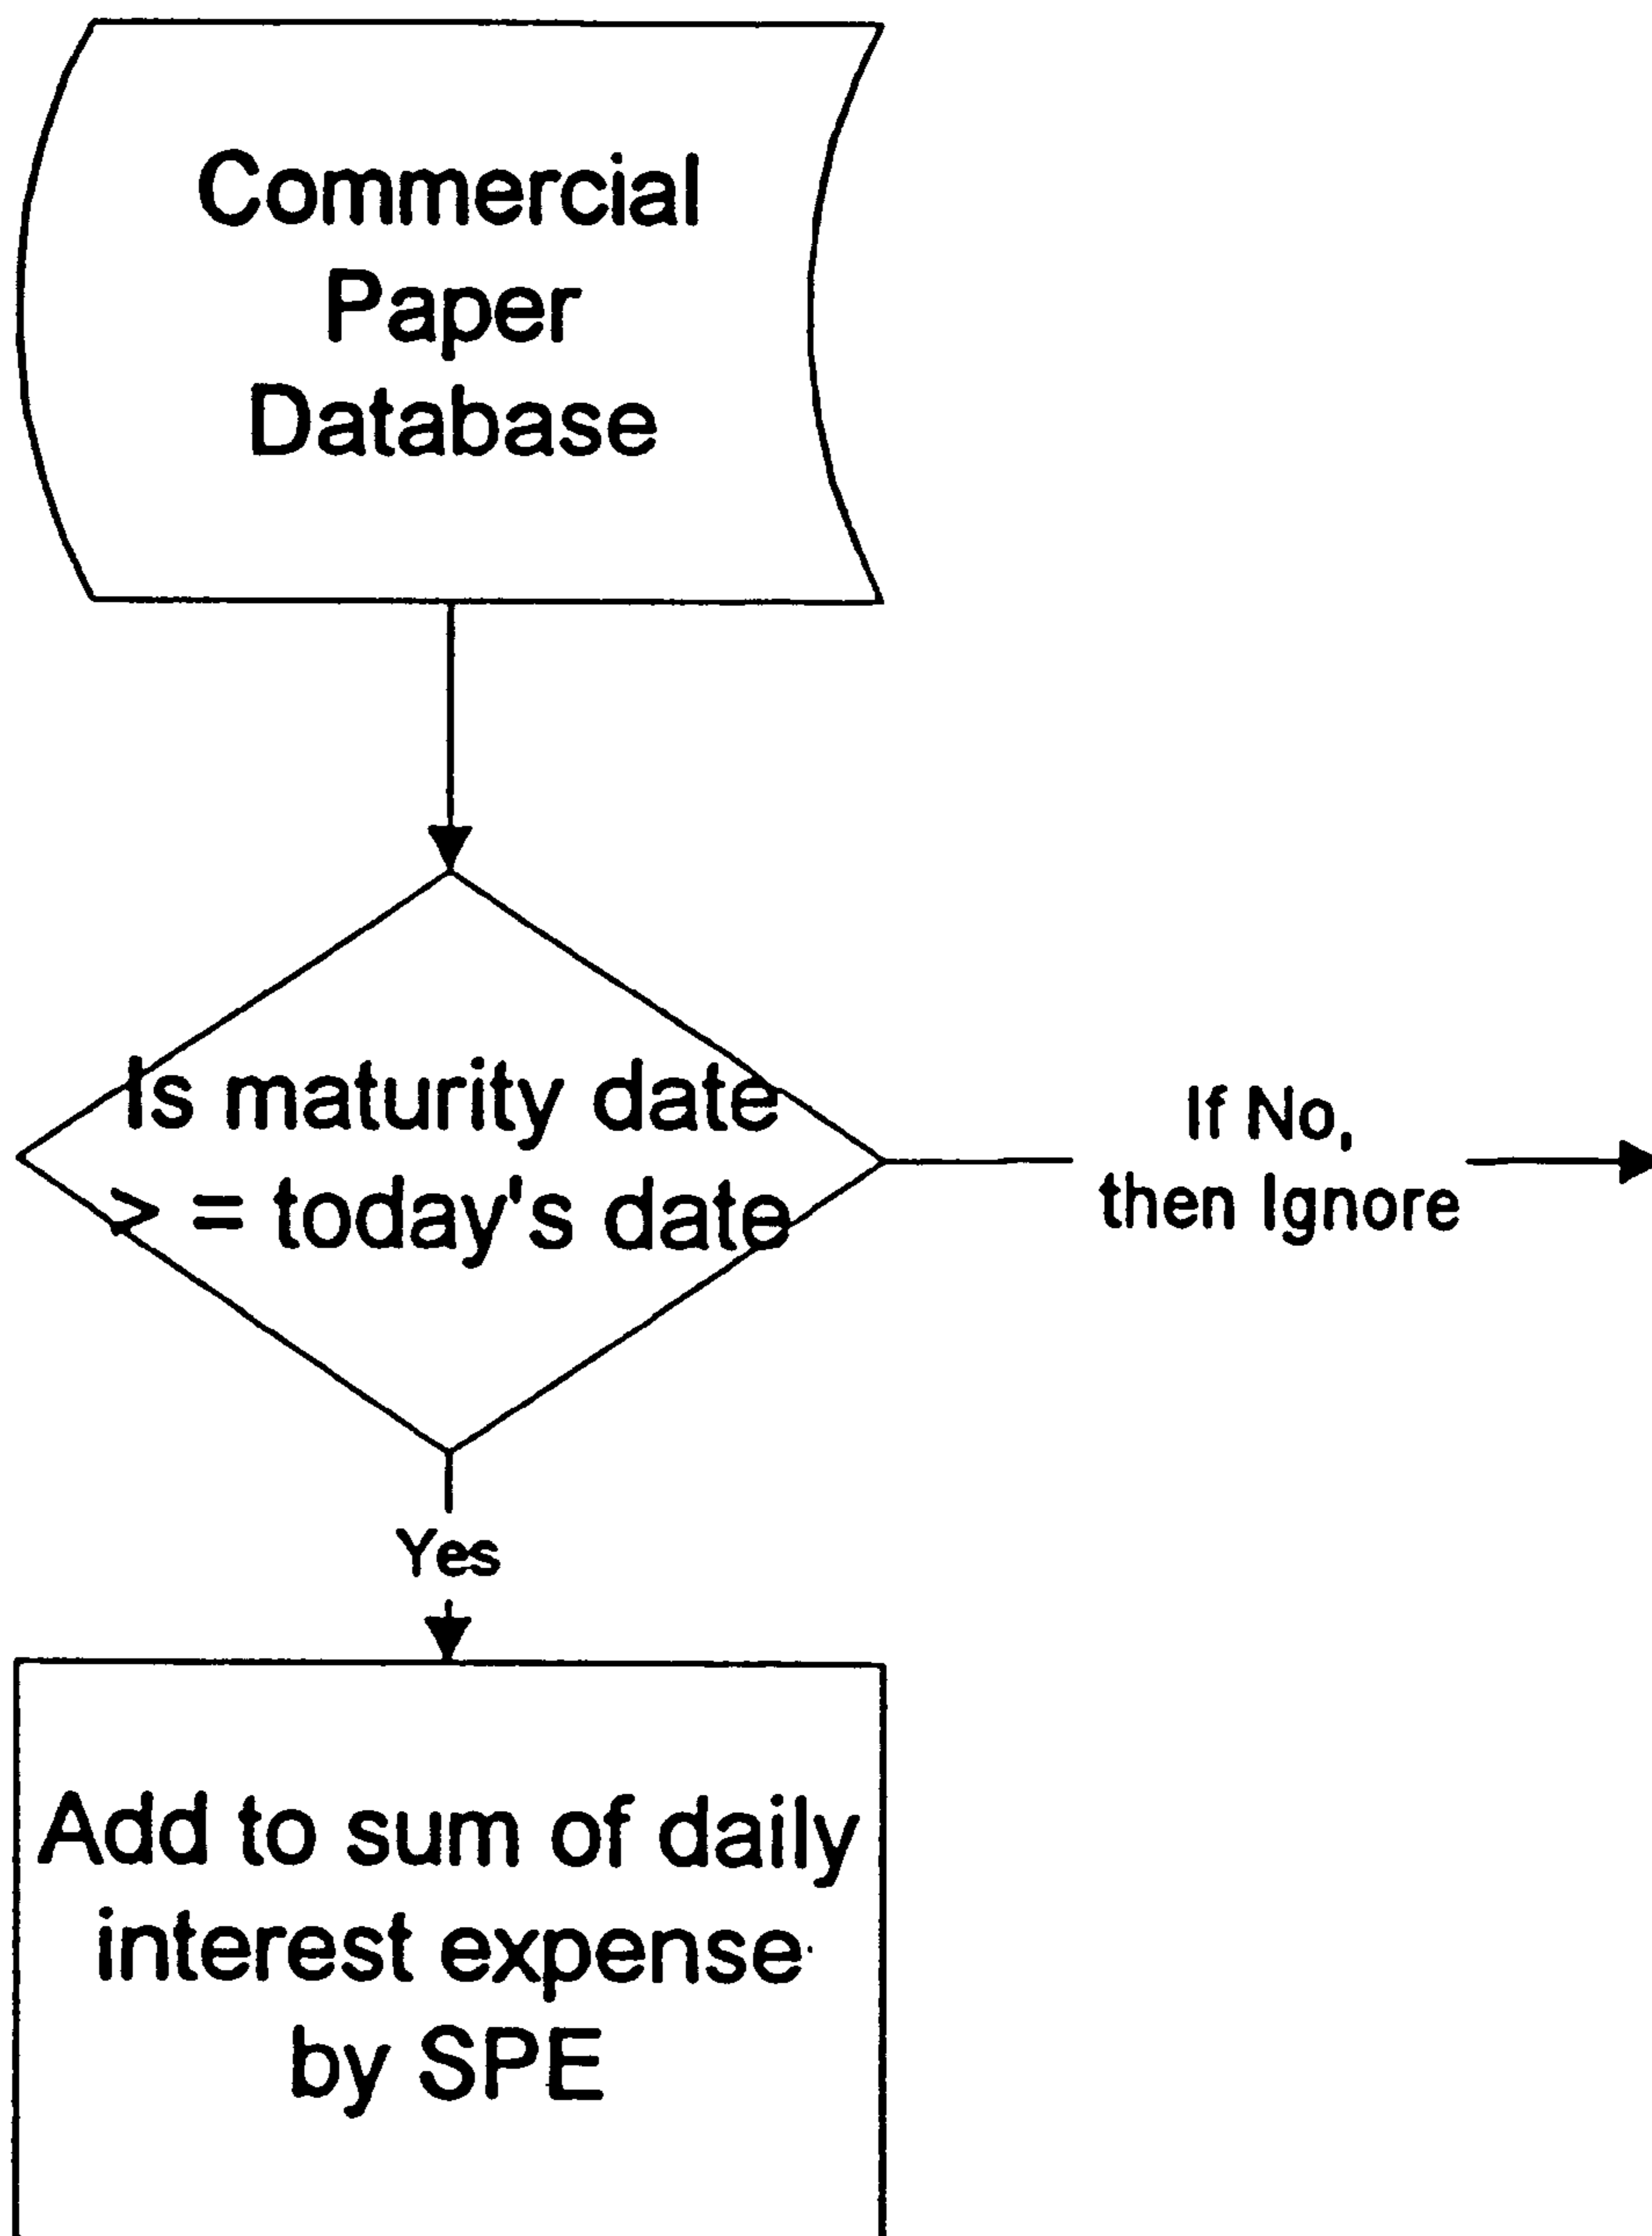 Commercial
Paper
Database
Is maturity date
> = today's date
If No,
then Ignore
Yes
Add to sum of daily
interest expense
by SPE